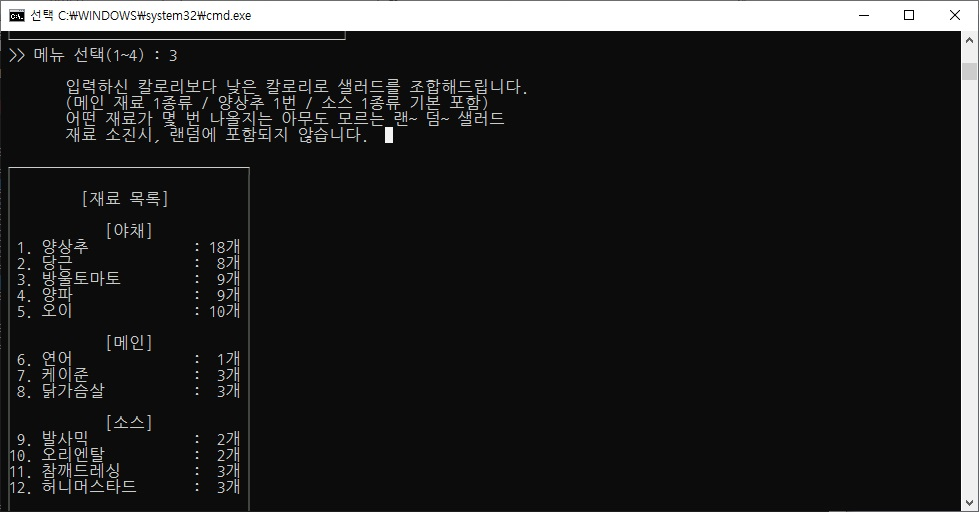 선택 C:₩WINDOWS₩system32₩cmd.exe
>> 메뉴 선택(1~4) : 3
입력하신 칼로리보다 낮은 칼로리로 샐러드를 조합해드립니다.
(메인 재료 1종류 / 양상추 1번 / 소스 1종류 기본 포함)
어떤 재료가 몇 번 나올지는 아무도 모르는 랜~ 덤~ 샐러드
재료 소진시, 랜덤에 포함되지 않습니다.
[재료 목록]
[야채]
1. 양상추 : 18개
2. 당근 : 8개
3. 방울토마토 : 9개
4. 양파 : 9개
5. 오이 : 10개
[메인]
6. 연어 : 1개
7. 케이준 : 3개
8. 닭가슴살 : 3개
[소스]
9. 발사믹 : 2개
10. 오리엔탈 : 2개
11. 참깨드레싱 : 3개
12. 허니머스타드 : 3개